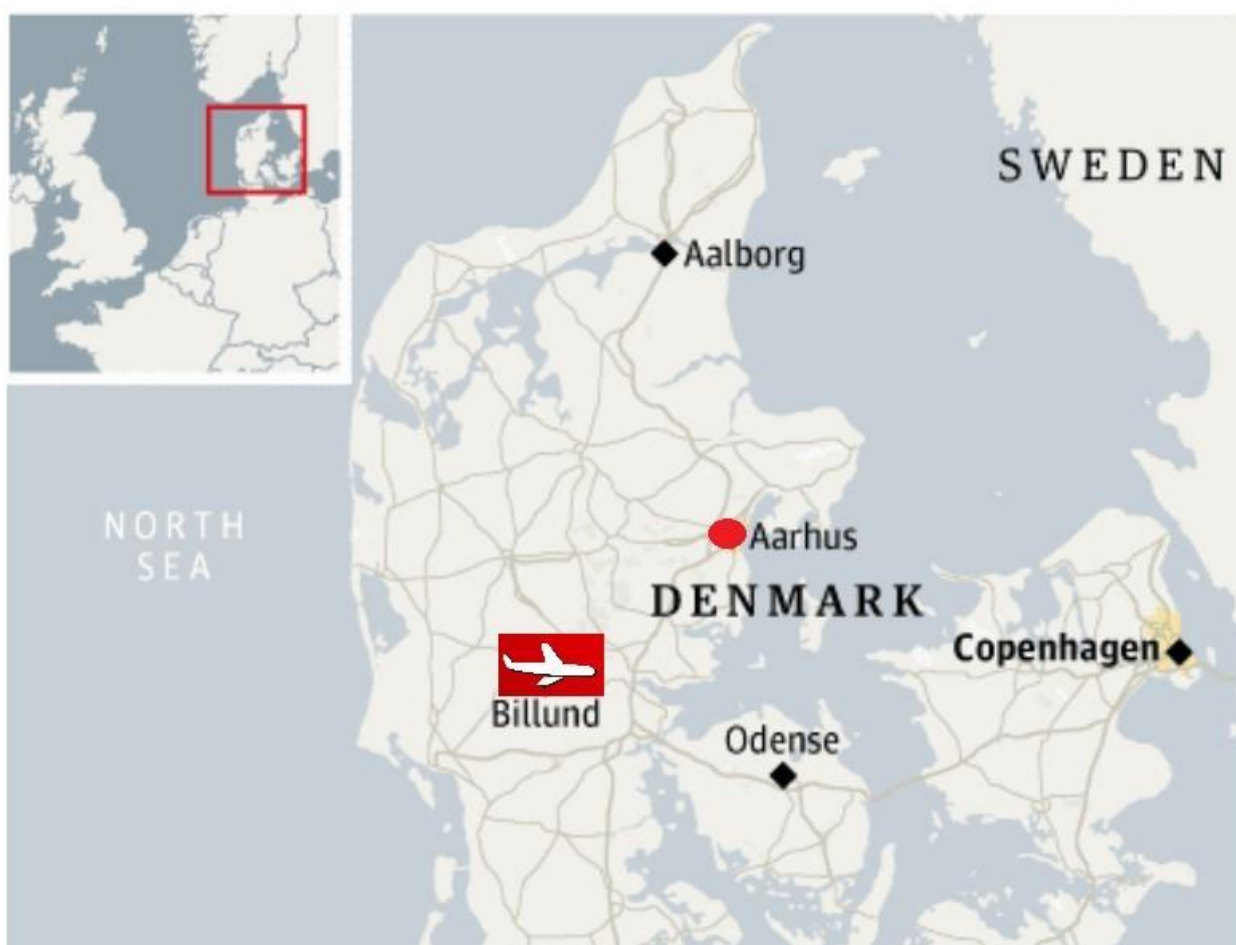 SWEDEN
Aalborg
NORTH
SEA
Aarhus
DENMARK
Copenhagen
Billund
Odense